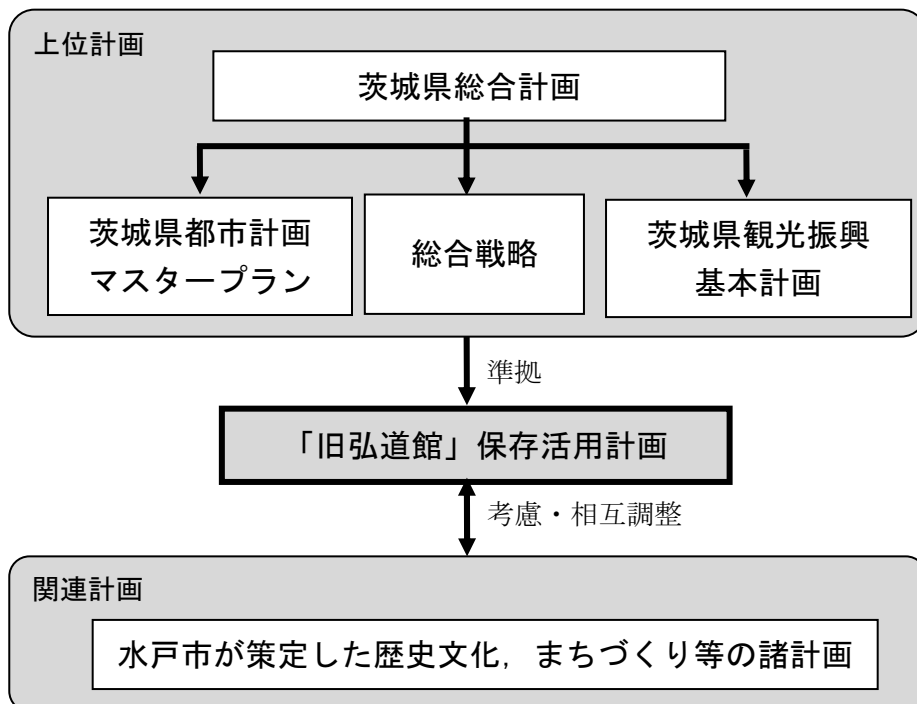 上位計画
茨城県総合計画
茨城県都市計画
マスタープラン
総合戦略
茨城県観光振興
基本計画
準拠
「旧弘道館」保存活用計画
考慮・相互調整
関連計画
水戸市が策定した歴史文化，まちづくり等の諸計画